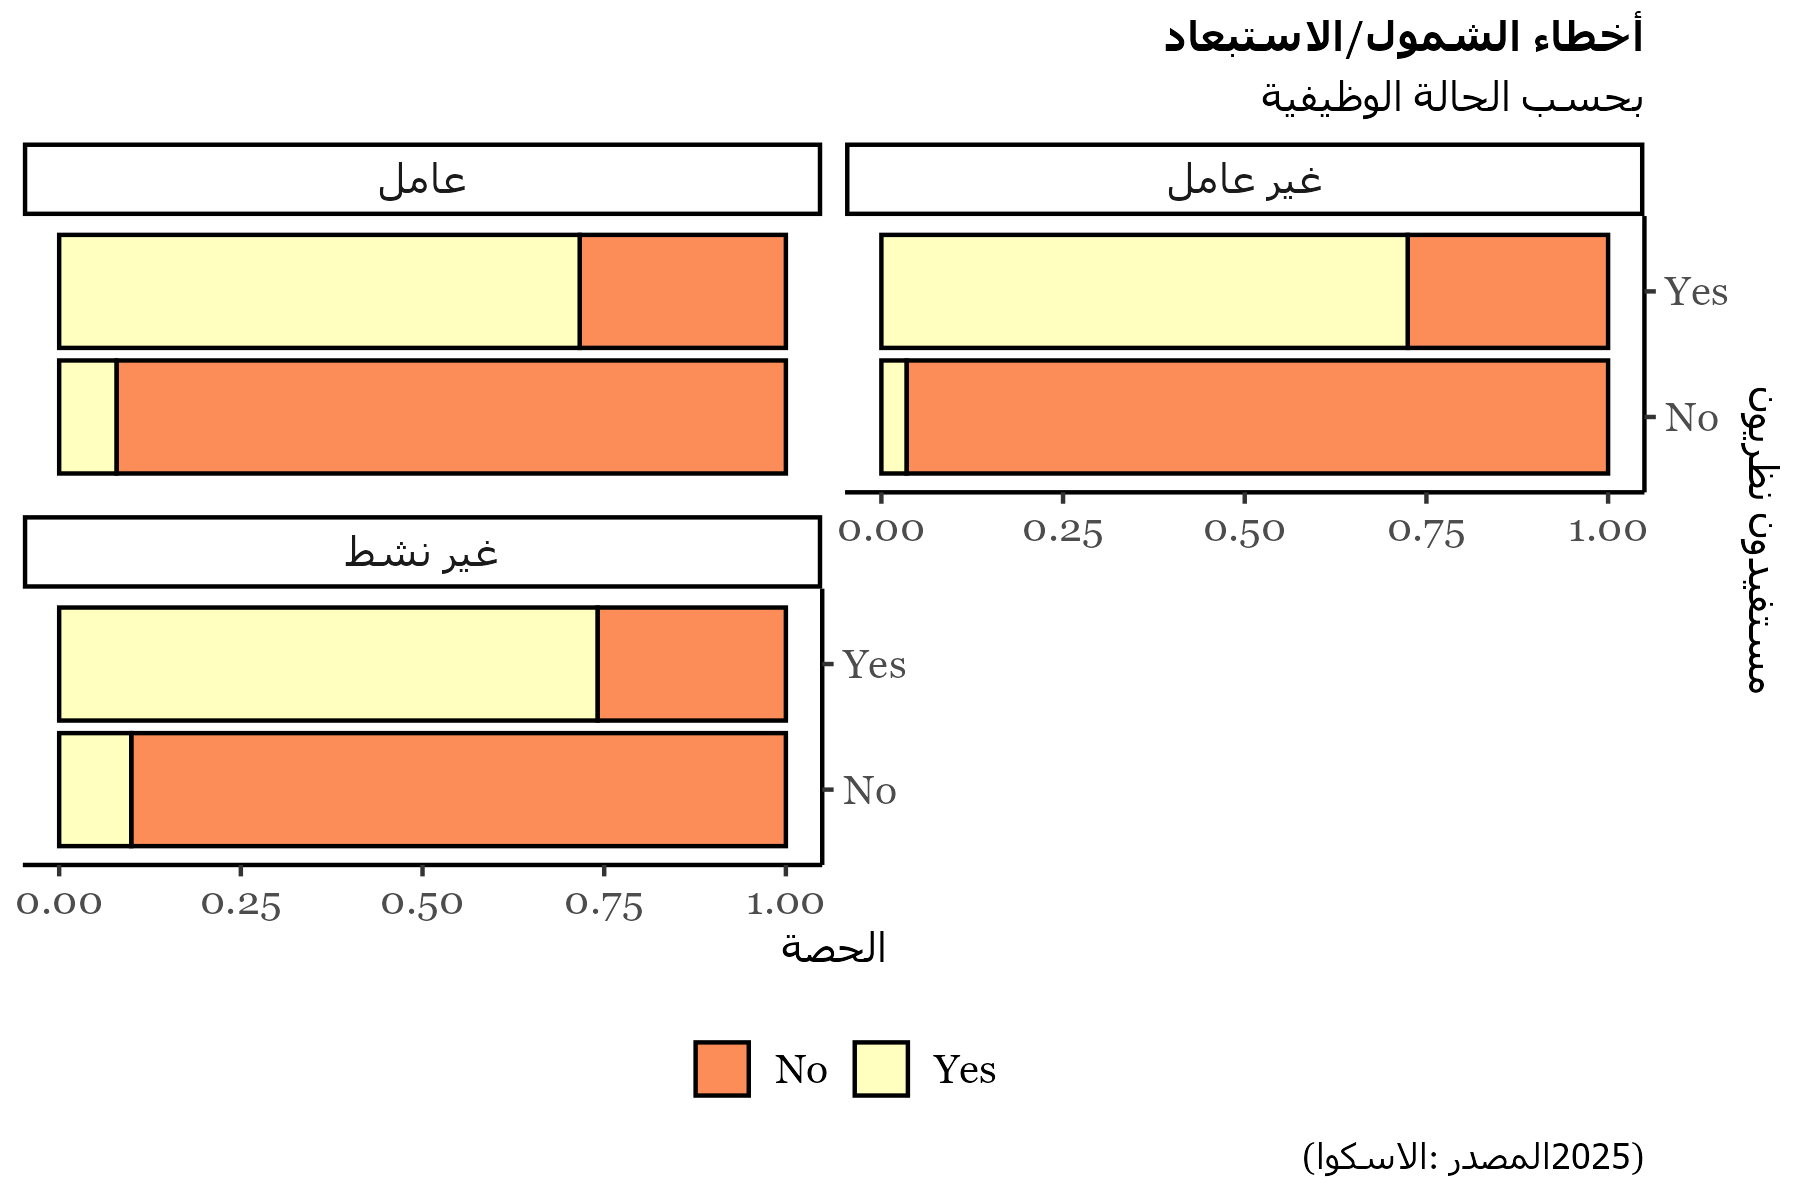 أخطاء الشمول/الاستبعاد
بحسب الحالة الوظيفية
غير عامل
عامل
Yes
No
0.00 0.25 0.50 0.75 1.00
غير نشط
Yes
No
0.00 0.25 0.50 0.75 1.00
مستفيدون نظريون
الحصة
No Yes
(2025المصدر :الاسكوا)